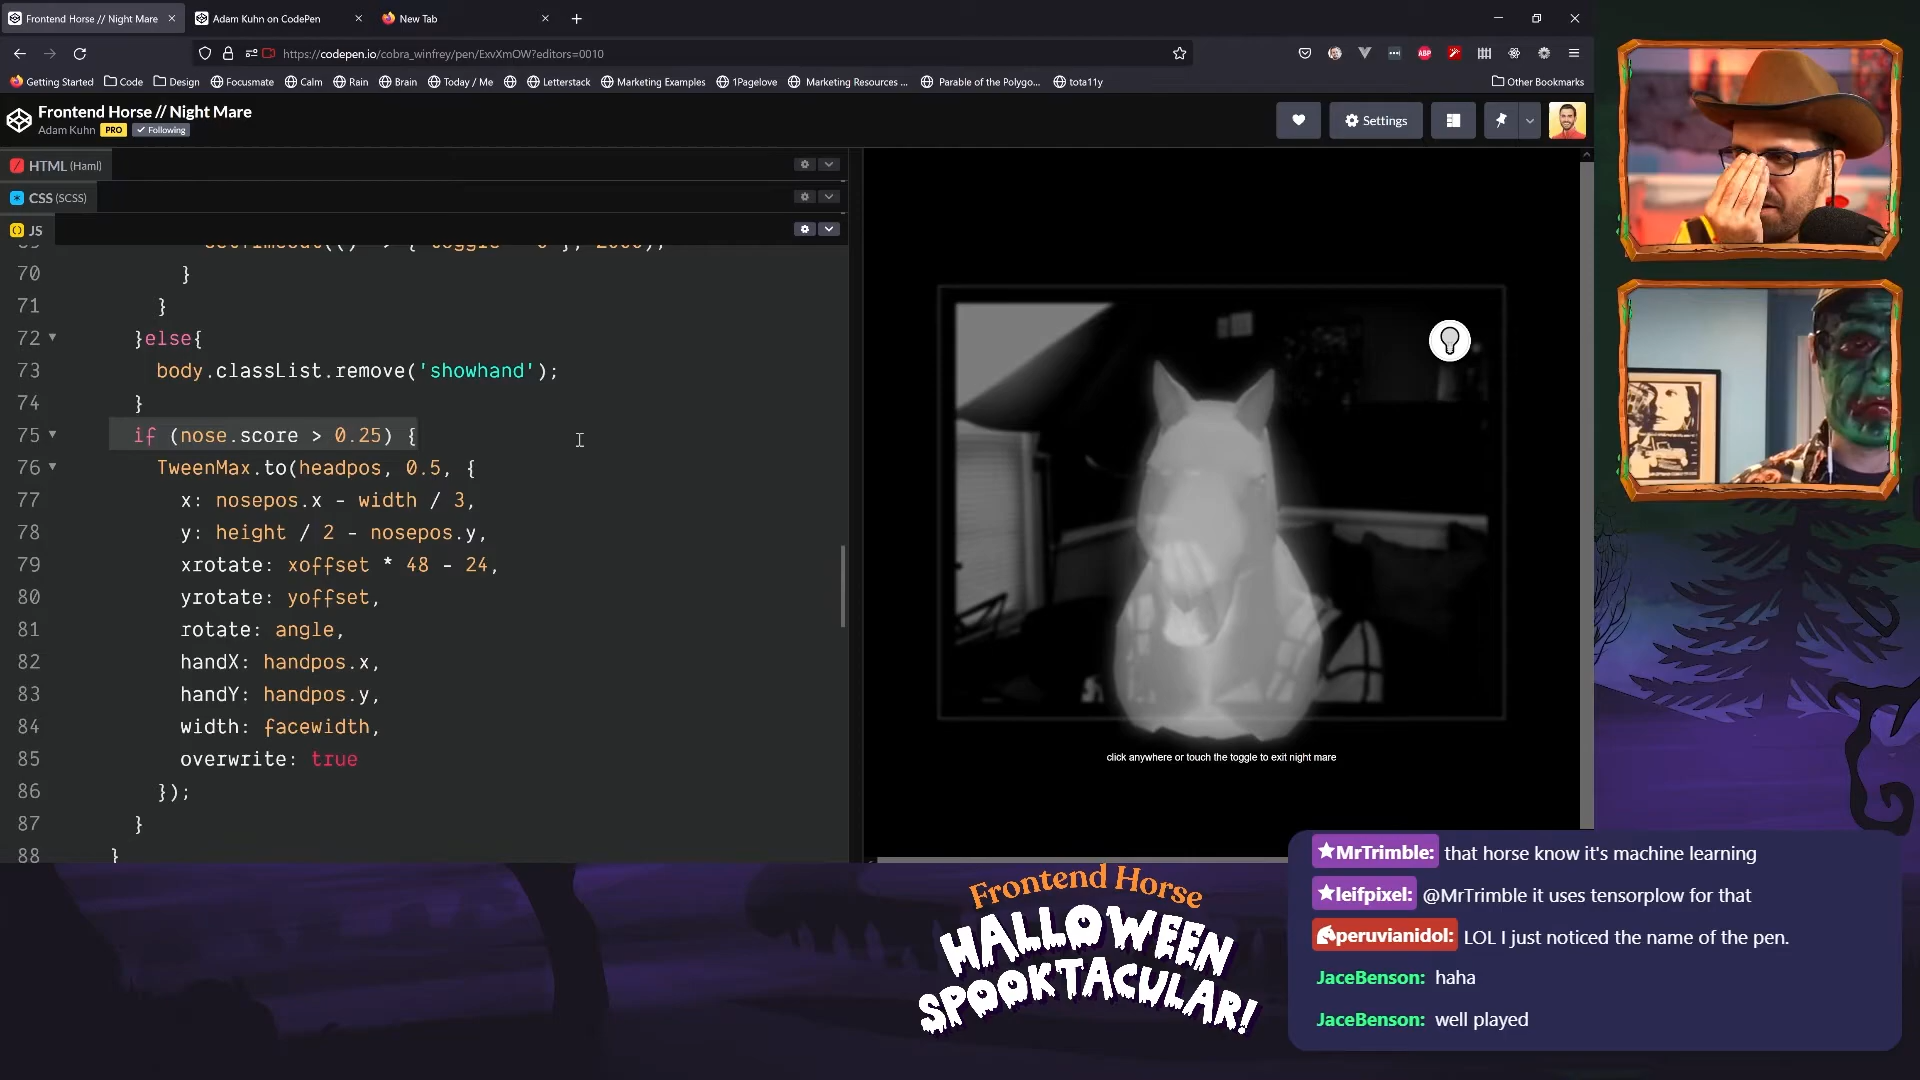 Frontend Horse // Night Mare
Adam Kuhn on CodePen
New Tab
https://codepen.io/cobra_winfrey/pen/ExvXmOW?editors=0010
ABP
Getting Started
Code
Design
Focusmate
Calm
Rain
Brain
Today / Me
Letterstack
Marketing Examples
1Pagelove
Marketing Resources ...
Parable of the Polygo...
tota11y
Other Bookmarks
Frontend Horse // Night Mare
Adam Kuhn PRO ✓ Following
Settings
HTML (Haml)
CSS (SCSS)
JS
70 }
71 }
72 }else{
73 body.classList.remove('showhand');
74 }
75 if (nose.score > 0.25) {
76 TweenMax.to(headpos, 0.5, {
77 x: nosepos.x - width / 3,
78 y: height / 2 - nosepos.y,
79 xrotate: xoffset * 48 - 24,
80 yrotate: yoffset,
81 rotate: angle,
82 handX: handpos.x,
83 handY: handpos.y,
84 width: facewidth,
85 overwrite: true
86 });
87 }
88 }
click anywhere or touch the toggle to exit night mare
Frontend Horse
HALLOWEEN
SPOOKTACULAR!
MrTrimble: that horse know it's machine learning
leifpixel: @MrTrimble it uses tensorplow for that
peruvianidol: LOL I just noticed the name of the pen.
JaceBenson: haha
JaceBenson: well played